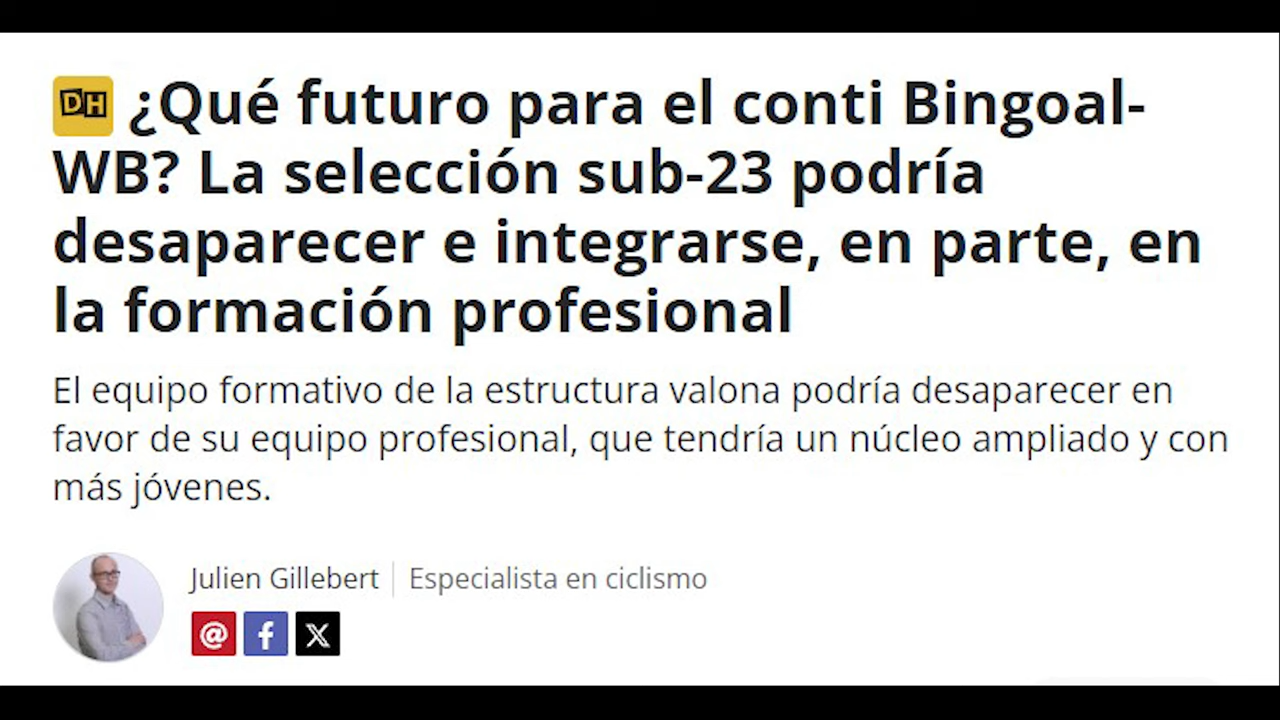 DH ¿Qué futuro para el conti Bingoal-
WB? La selección sub-23 podría
desaparecer e integrarse, en parte, en
la formación profesional
El equipo formativo de la estructura valona podría desaparecer en
favor de su equipo profesional, que tendría un núcleo ampliado y con
más jóvenes.
Julien Gillebert Especialista en ciclismo
@ f X